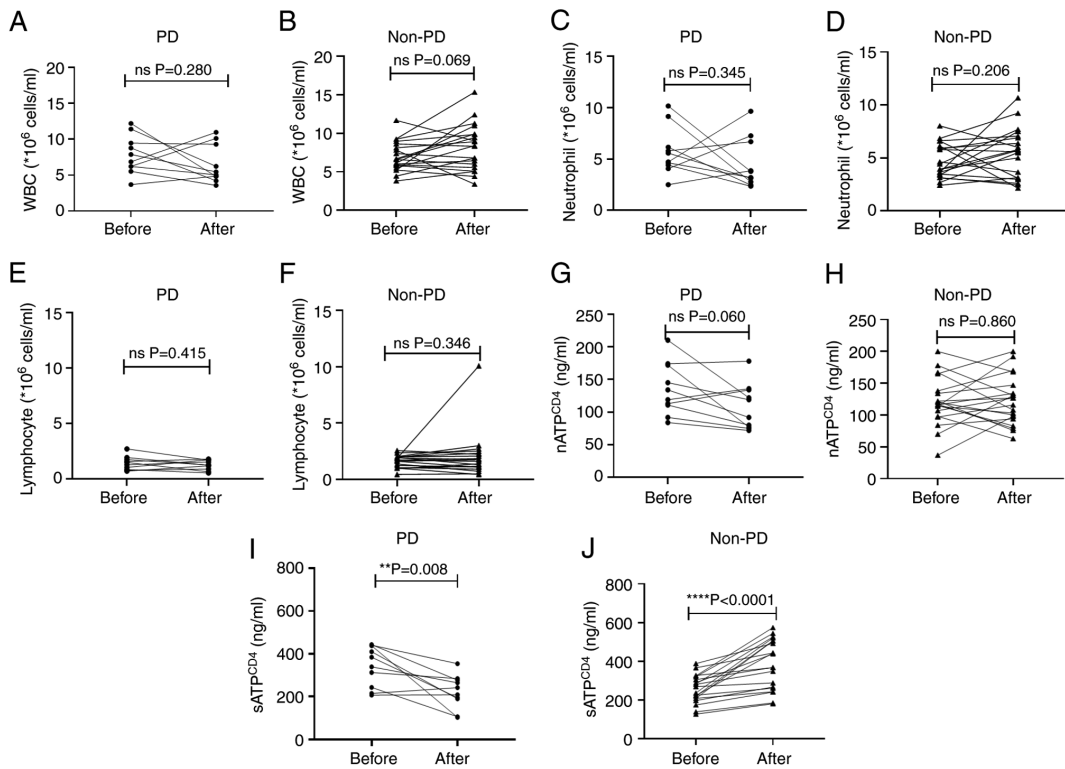 A
PD
ns P=0.280
WBC (*10⁶ cells/ml)
20
15
10
5
0
Before After
B
Non-PD
ns P=0.069
WBC (*10⁶ cells/ml)
20
15
10
5
0
Before After
C
PD
ns P=0.345
Neutrophil (*10⁶ cells/ml)
15
10
5
0
Before After
D
Non-PD
ns P=0.206
Neutrophil (*10⁶ cells/ml)
15
10
5
0
Before After
E
PD
ns P=0.415
Lymphocyte (*10⁶ cells/ml)
15
10
5
0
Before After
F
Non-PD
ns P=0.346
Lymphocyte (*10⁶ cells/ml)
15
10
5
0
Before After
G
PD
ns P=0.060
nATP^CD4 (ng/ml)
250
200
150
100
50
0
Before After
H
Non-PD
ns P=0.860
nATP^CD4 (ng/ml)
250
200
150
100
50
0
Before After
I
PD
**P=0.008
sATP^CD4 (ng/ml)
800
600
400
200
0
Before After
J
Non-PD
****P<0.0001
sATP^CD4 (ng/ml)
800
600
400
200
0
Before After